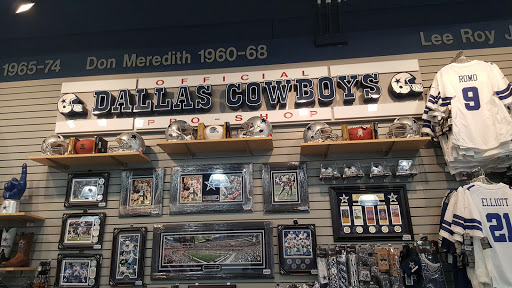 1965-74 Don Meredith 1960-68 Lee Roy J
OFFICIAL
DALLAS COWBOYS
PRO-SHOP
ROMO
9
ELLIOTT
21